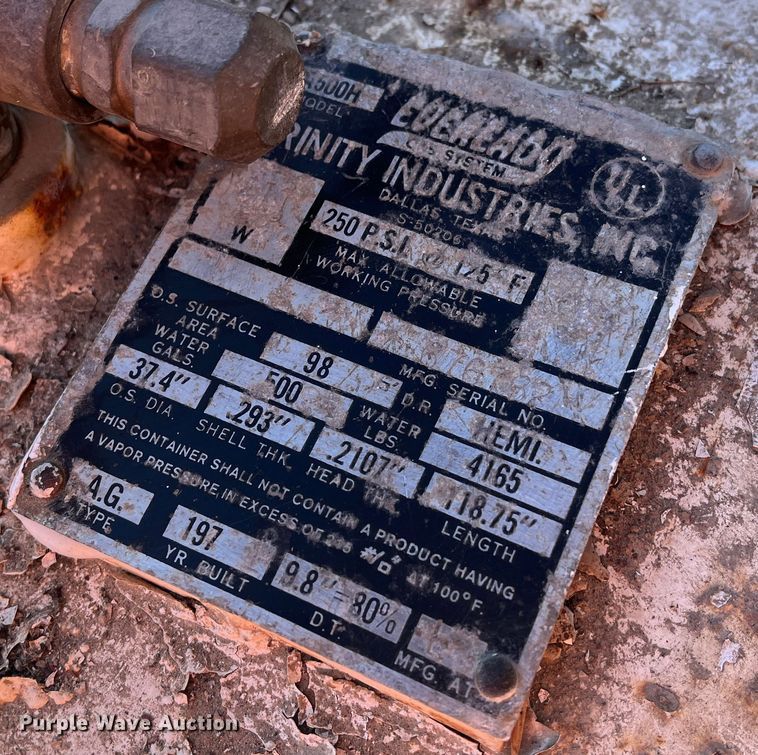 500H
MODEL
EVERLAST
SYSTEM
TRINITY INDUSTRIES, INC.
DALLAS,
UL
W
250 P.S.I. @ 125 °F.
MAX. ALLOWABLE
WORKING PRESSURE
MFG. SERIAL NO.
O.S. SURFACE
AREA
98
D.R.
HEMI.
WATER
GALS.
500
WATER
LBS.
4165
37.4"
.293"
.2107"
118.75"
O.S. DIA.
SHELL THK.
HEAD THK.
LENGTH
THIS CONTAINER SHALL NOT CONTAIN A PRODUCT HAVING
A VAPOR PRESSURE IN EXCESS OF #/□" AT 100°F.
A.G.
TYPE
197
YR. BUILT
9.8" = 80%
D.T.
MFG. AT
Purple Wave Auction